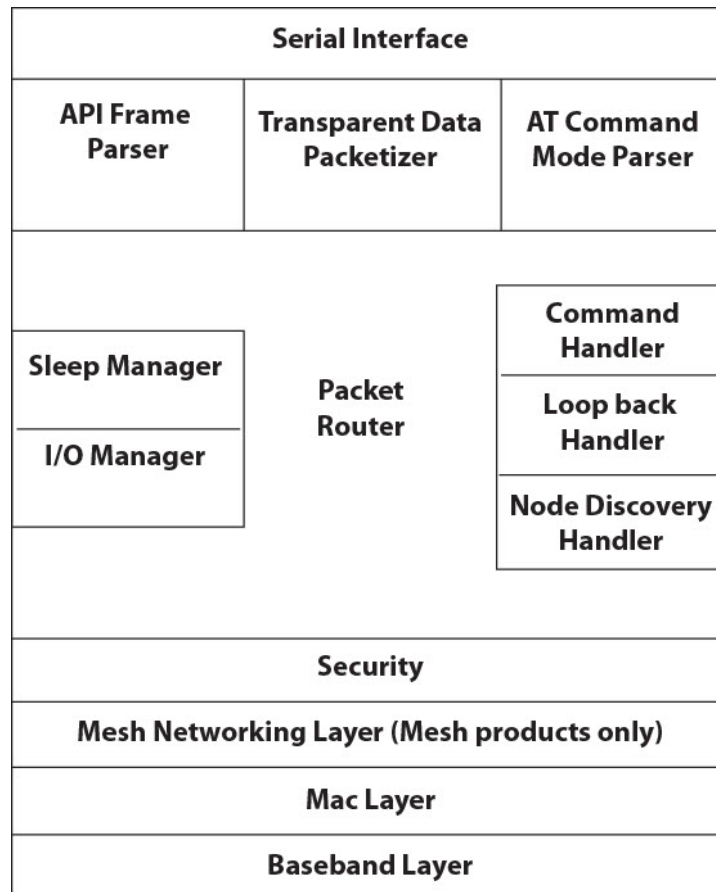 Serial Interface
API Frame
Parser
Transparent Data
Packetizer
AT Command
Mode Parser
Sleep Manager
I/O Manager
Packet
Router
Command
Handler
Loop back
Handler
Node Discovery
Handler
Security
Mesh Networking Layer (Mesh products only)
Mac Layer
Baseband Layer